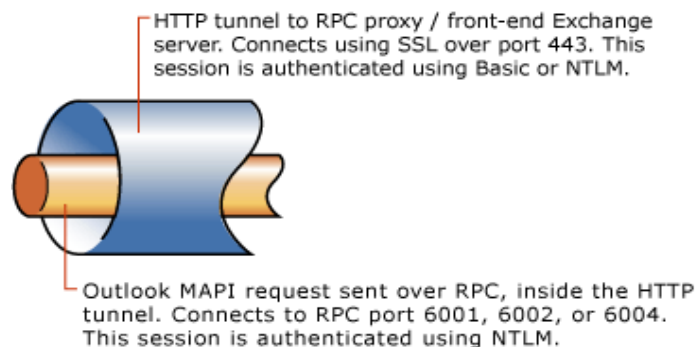 HTTP tunnel to RPC proxy / front-end Exchange
server. Connects using SSL over port 443. This
session is authenticated using Basic or NTLM.
Outlook MAPI request sent over RPC, inside the HTTP
tunnel. Connects to RPC port 6001, 6002, or 6004.
This session is authenticated using NTLM.